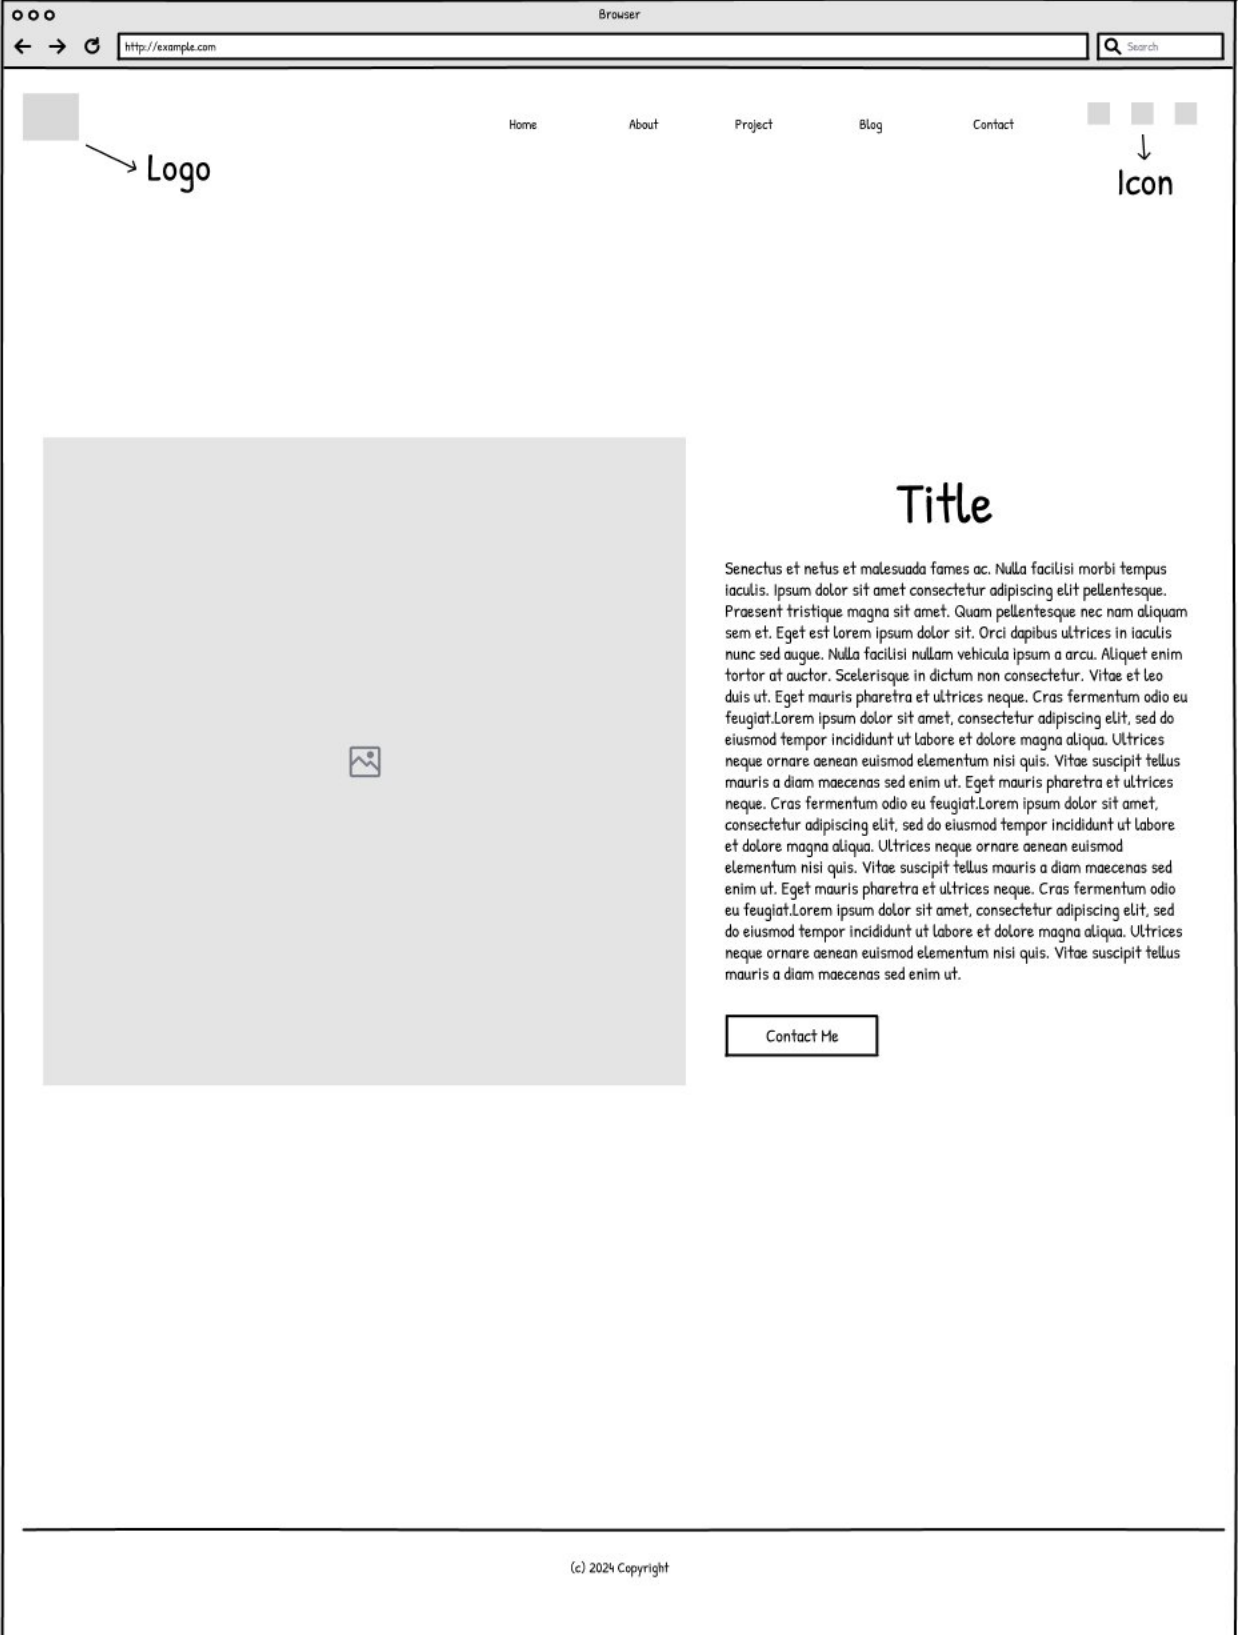 Browser
http://example.com
Search
Home About Project Blog Contact
Logo
Icon
Title
Senectus et netus et malesuada fames ac. Nulla facilisi morbi tempus
iaculis. Ipsum dolor sit amet consectetur adipiscing elit pellentesque.
Praesent tristique magna sit amet. Quam pellentesque nec nam aliquam
sem et. Eget est lorem ipsum dolor sit. Orci dapibus ultrices in iaculis
nunc sed augue. Nulla facilisi nullam vehicula ipsum a arcu. Aliquet enim
tortor at auctor. Scelerisque in dictum non consectetur. Vitae et leo
duis ut. Eget mauris pharetra et ultrices neque. Cras fermentum odio eu
feugiat.Lorem ipsum dolor sit amet, consectetur adipiscing elit, sed do
eiusmod tempor incididunt ut labore et dolore magna aliqua. Ultrices
neque ornare aenean euismod elementum nisi quis. Vitae suscipit tellus
mauris a diam maecenas sed enim ut. Eget mauris pharetra et ultrices
neque. Cras fermentum odio eu feugiat.Lorem ipsum dolor sit amet,
consectetur adipiscing elit, sed do eiusmod tempor incididunt ut labore
et dolore magna aliqua. Ultrices neque ornare aenean euismod
elementum nisi quis. Vitae suscipit tellus mauris a diam maecenas sed
enim ut. Eget mauris pharetra et ultrices neque. Cras fermentum odio
eu feugiat.Lorem ipsum dolor sit amet, consectetur adipiscing elit, sed
do eiusmod tempor incididunt ut labore et dolore magna aliqua. Ultrices
neque ornare aenean euismod elementum nisi quis. Vitae suscipit tellus
mauris a diam maecenas sed enim ut.
Contact Me
(c) 2024 Copyright